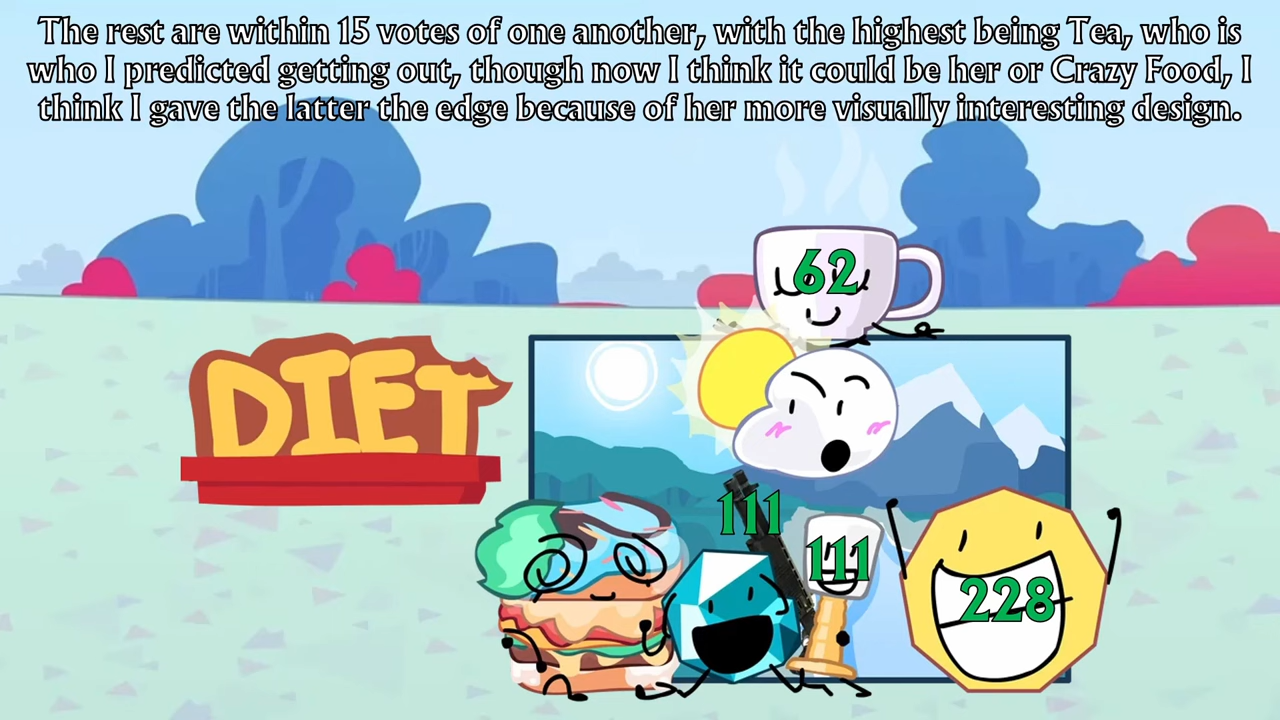 The rest are within 15 votes of one another, with the highest being Tea, who is
who I predicted getting out, though now I think it could be her or Crazy Food, I
think I gave the latter the edge because of her more visually interesting design.
62
DIET
111
111
228